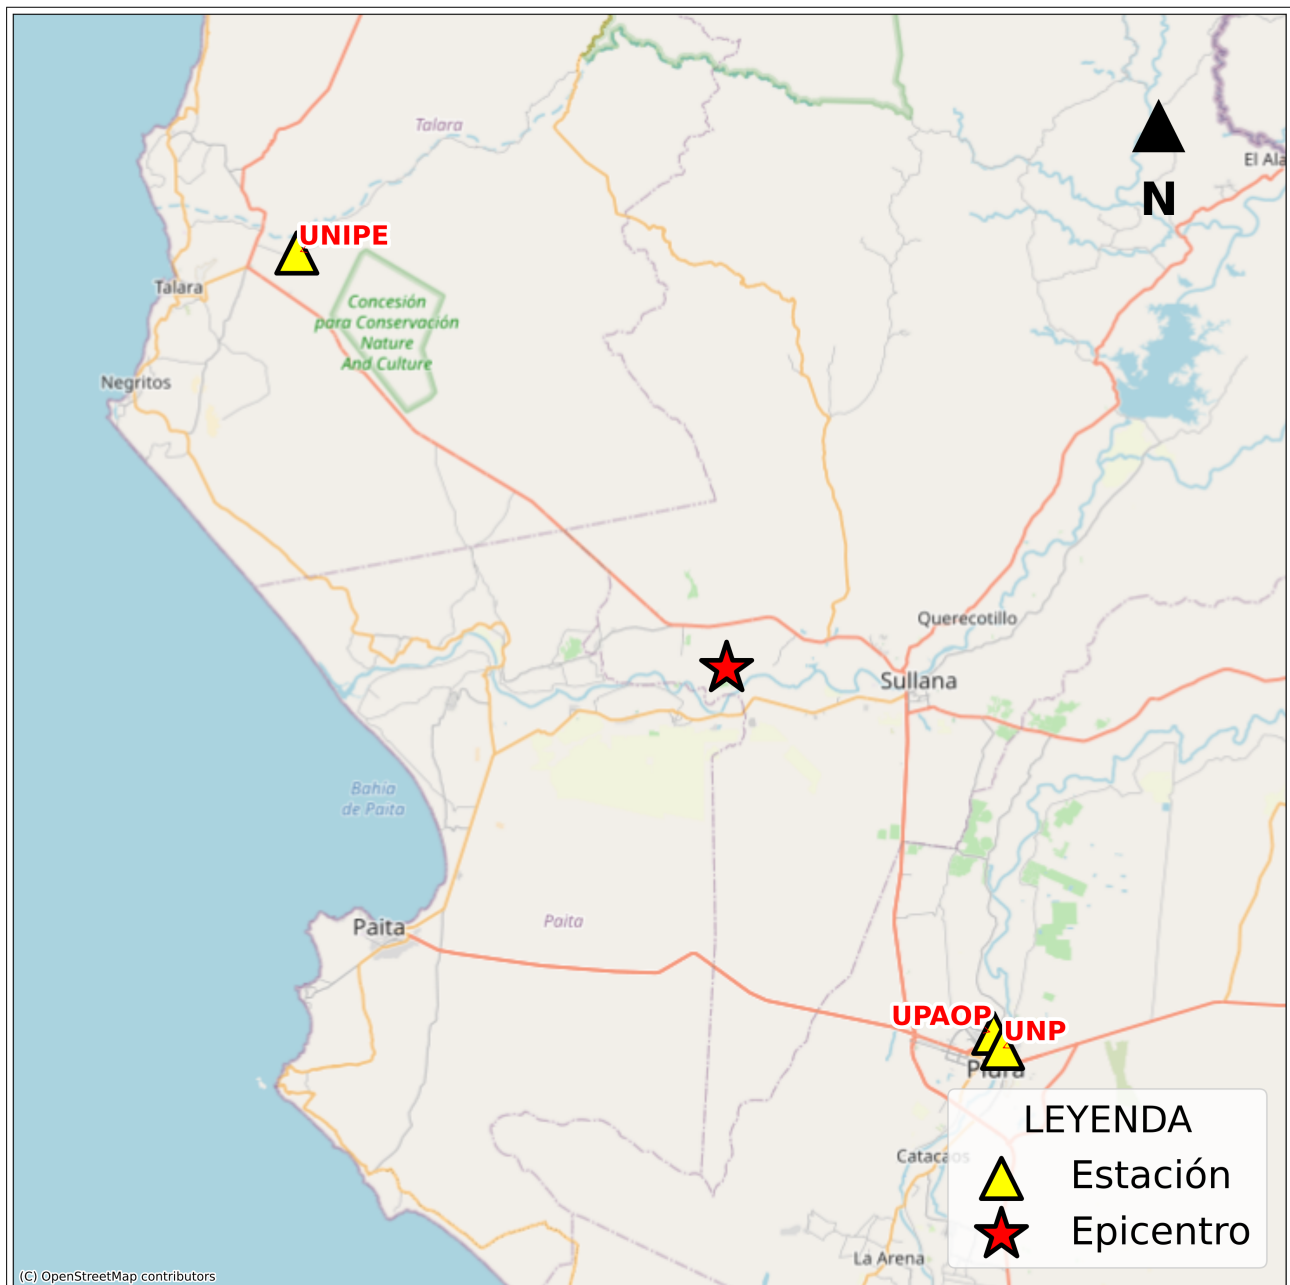 Talara
N
El Ala
UNIPE
Talara
Concesión
para Conservación
Nature
And Culture
Negritos
Querecotillo
Sullana
Bahía
de Paita
Paita
Paita
UPAOP
UNP
Piura
LEYENDA
Estación
Epicentro
Catacaos
La Arena
(C) OpenStreetMap contributors